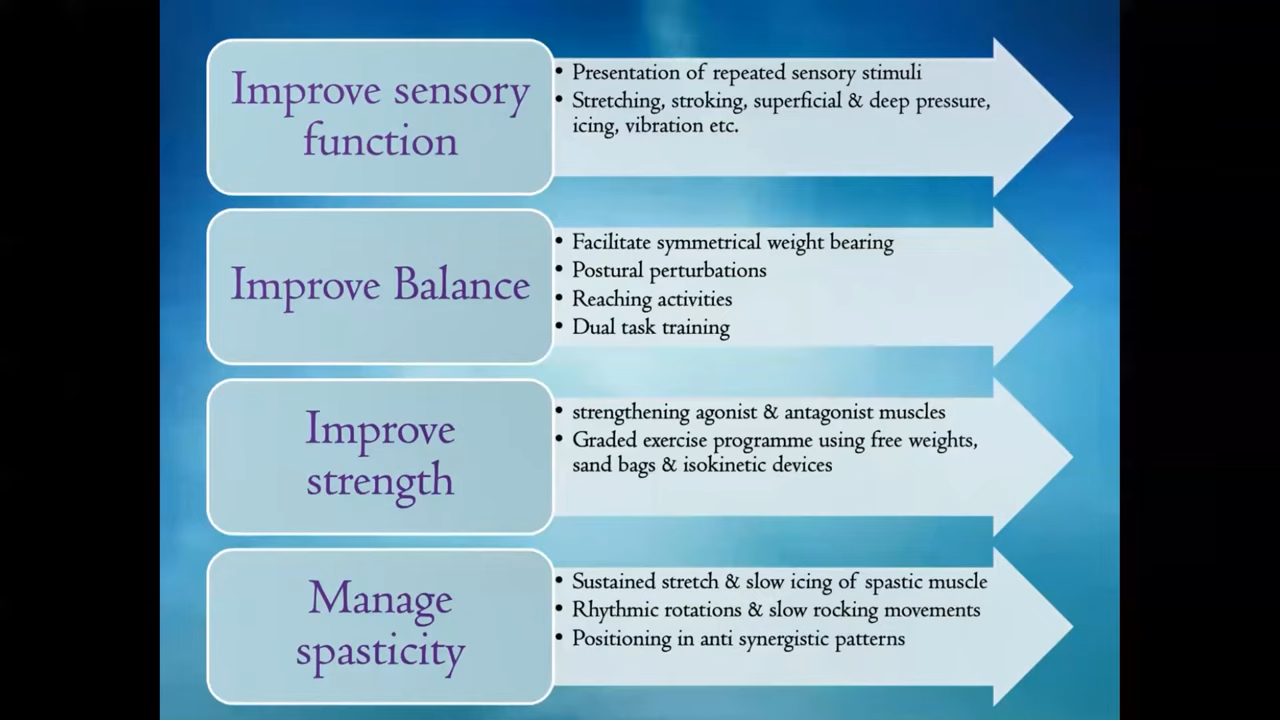 Improve sensory
function
• Presentation of repeated sensory stimuli
• Stretching, stroking, superficial & deep pressure,
icing, vibration etc.
Improve Balance
• Facilitate symmetrical weight bearing
• Postural perturbations
• Reaching activities
• Dual task training
Improve
strength
• strengthening agonist & antagonist muscles
• Graded exercise programme using free weights,
sand bags & isokinetic devices
Manage
spasticity
• Sustained stretch & slow icing of spastic muscle
• Rhythmic rotations & slow rocking movements
• Positioning in anti synergistic patterns